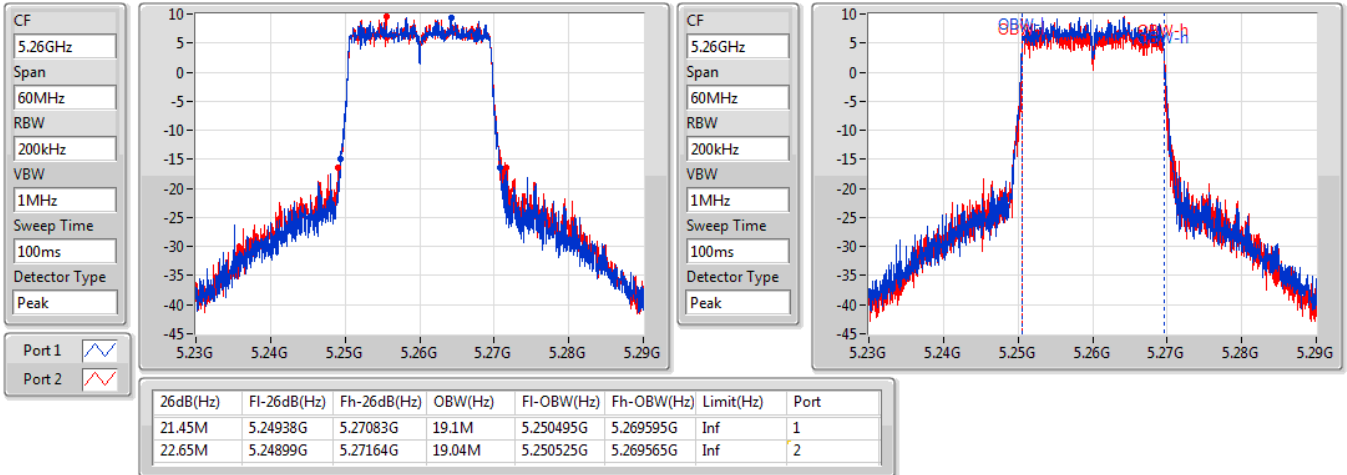 CF
5.26GHz
Span
60MHz
RBW
200kHz
VBW
1MHz
Sweep Time
100ms
Detector Type
Peak
10
5
0
-5
-10
-15
-20
-25
-30
-35
-40
-45
5.23G 5.24G 5.25G 5.26G 5.27G 5.28G 5.29G
CF
5.26GHz
Span
60MHz
RBW
200kHz
VBW
1MHz
Sweep Time
100ms
Detector Type
Peak
10
5
0
-5
-10
-15
-20
-25
-30
-35
-40
-45
OBW-h
5.23G 5.24G 5.25G 5.26G 5.27G 5.28G 5.29G
Port 1
Port 2
26dB(Hz) Fl-26dB(Hz) Fh-26dB(Hz) OBW(Hz) Fl-OBW(Hz) Fh-OBW(Hz) Limit(Hz) Port
21.45M 5.24938G 5.27083G 19.1M 5.250495G 5.269595G Inf 1
22.65M 5.24899G 5.27164G 19.04M 5.250525G 5.269565G Inf 2